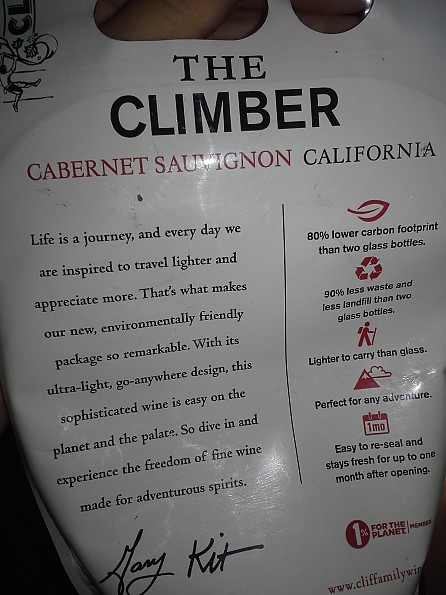 CL
THE
CLIMBER
CABERNET SAUVIGNON CALIFORNIA
Life is a journey, and every day we
are inspired to travel lighter and
appreciate more. That's what makes
our new, environmentally friendly
package so remarkable. With its
ultra-light, go-anywhere design, this
sophisticated wine is easy on the
planet and the palate. So dive in and
experience the freedom of fine wine
made for adventurous spirits.
Gary Kit
80% lower carbon footprint
than two glass bottles.
90% less waste and
less landfill than two
glass bottles.
Lighter to carry than glass.
Perfect for any adventure.
1mo
Easy to re-seal and
stays fresh for up to one
month after opening.
1% FOR THE PLANET MEMBER
www.cliffamilywin